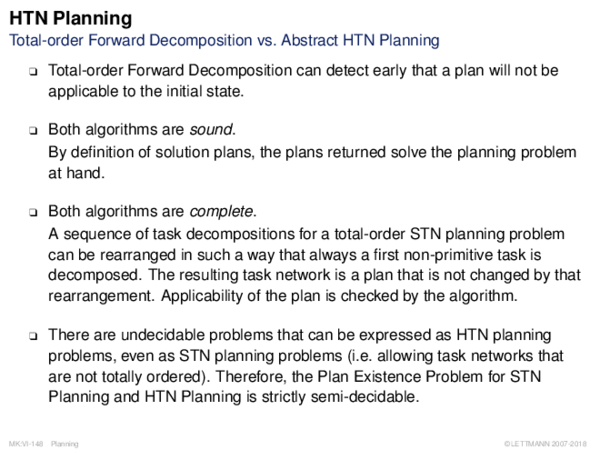 HTN Planning
Total-order Forward Decomposition vs. Abstract HTN Planning
❑ Total-order Forward Decomposition can detect early that a plan will not be
applicable to the initial state.
❑ Both algorithms are sound.
By definition of solution plans, the plans returned solve the planning problem
at hand.
❑ Both algorithms are complete.
A sequence of task decompositions for a total-order STN planning problem
can be rearranged in such a way that always a first non-primitive task is
decomposed. The resulting task network is a plan that is not changed by that
rearrangement. Applicability of the plan is checked by the algorithm.
❑ There are undecidable problems that can be expressed as HTN planning
problems, even as STN planning problems (i.e. allowing task networks that
are not totally ordered). Therefore, the Plan Existence Problem for STN
Planning and HTN Planning is strictly semi-decidable.
MK:VI-148 Planning ©LETTMANN 2007-2018